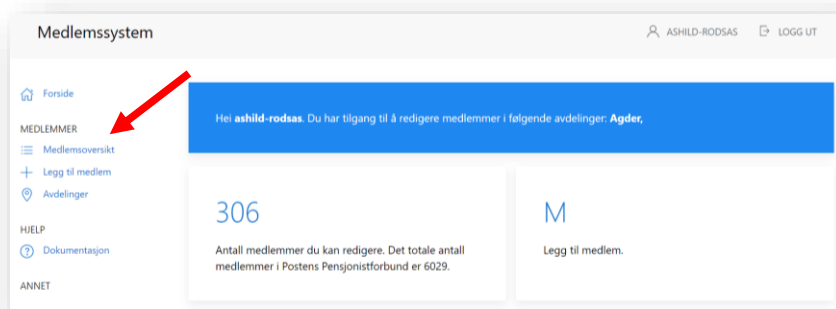 Medlemssystem
ASHILD-RODSAS
LOGG UT
Forside
MEDLEMMER
Medlemsoversikt
Legg til medlem
Avdelinger
HJELP
Dokumentasjon
ANNET
Hei ashild-rodsas. Du har tilgang til å redigere medlemmer i følgende avdelinger: Agder,
306
Antall medlemmer du kan redigere. Det totale antall
medlemmer i Postens Pensjonistforbund er 6029.
M
Legg til medlem.